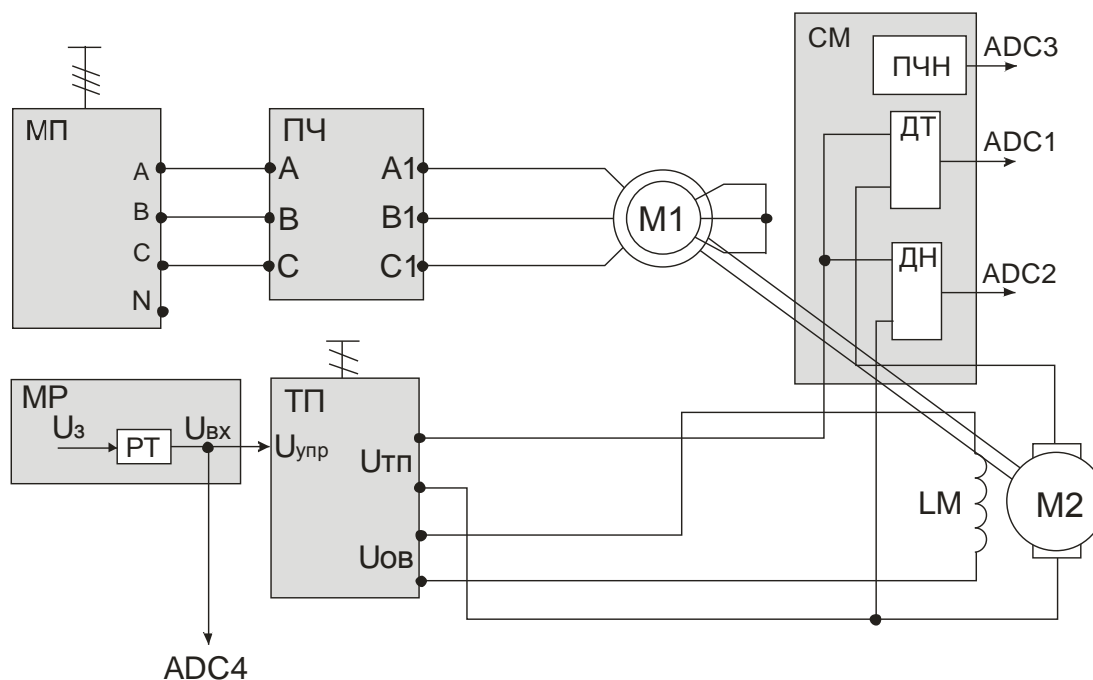 МП
A
B
C
N
ПЧ
A
B
C
A1
B1
C1
M1
СМ
ПЧН
ADC3
ДТ
ADC1
ДН
ADC2
МР
Uз
РТ
Uвх
ТП
Uупр
Uтп
Uов
LM
M2
ADC4